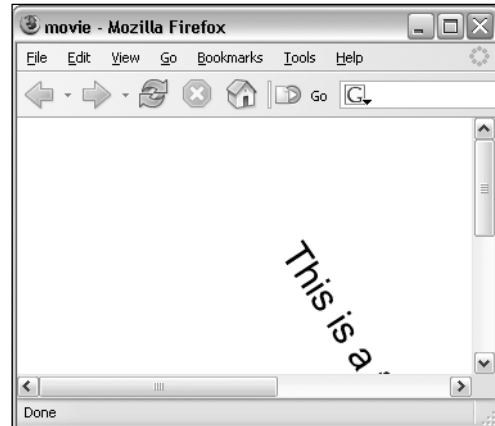 movie - Mozilla Firefox
File Edit View Go Bookmarks Tools Help
Go G
This is a
Done